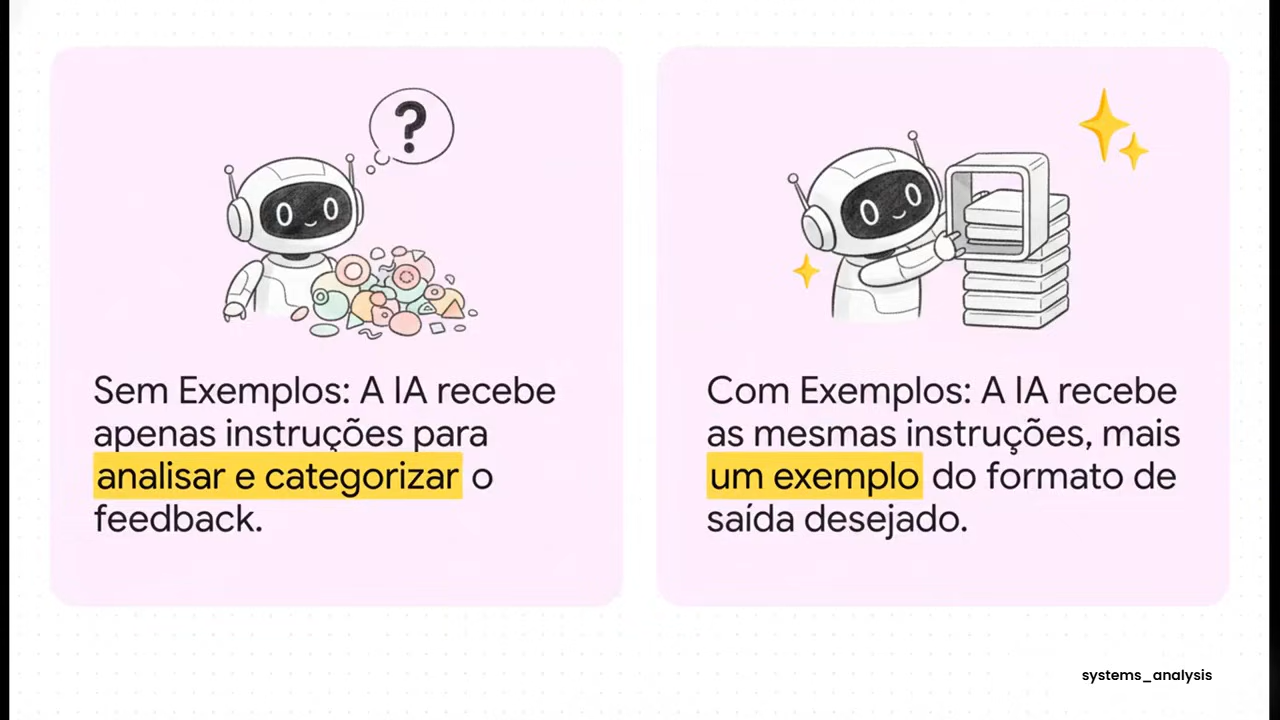 ?
Sem Exemplos: A IA recebe
apenas instruções para
analisar e categorizar o
feedback.
Com Exemplos: A IA recebe
as mesmas instruções, mais
um exemplo do formato de
saída desejado.
systems_analysis